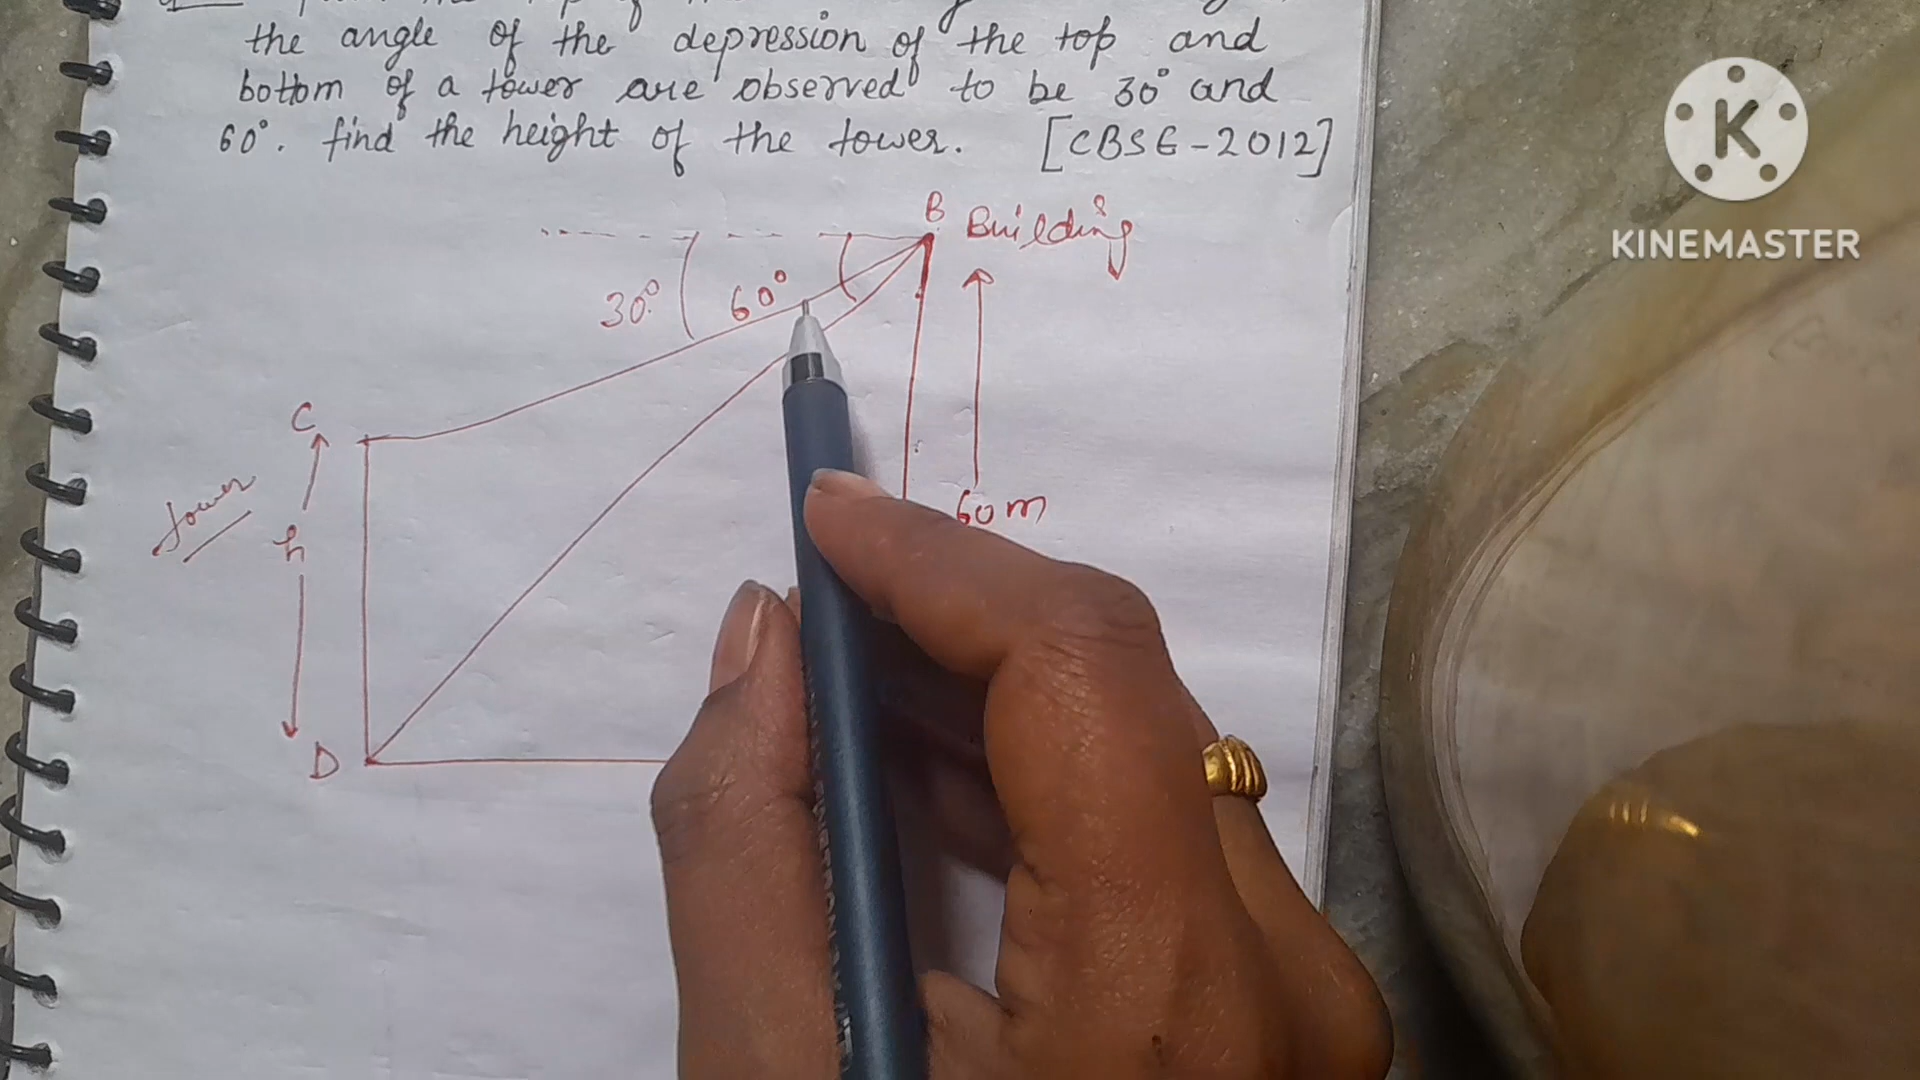 the angle of the depression of the top and
bottom of a tower are observed to be 30° and
60°. find the height of the tower. [CBSE-2012]
B Building
30° 60°
C
tower
h
60m
D
K
KINEMASTER